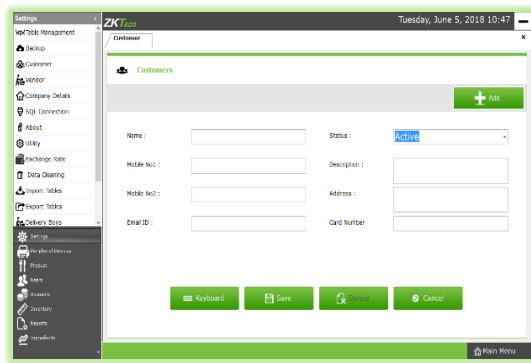 Settings
ZKTeco
Tuesday, June 5, 2018 10:47
Table Management
Customer
x
Backup
Customer
Customers
Vendor
Company Details
Add
SQL Connection
About
Name :
Status :
Active
Utility
Exchange Rate
Mobile No1 :
Description :
Data Cleaning
Import Tables
Mobile No2 :
Address :
Export Tables
Delivery Boys
Email ID :
Card Number
Settings
Peripheral Devices
Product
Users
Accounts
Keyboard
Save
Delete
Cancel
Inventory
Reports
Ingredients
Main Menu